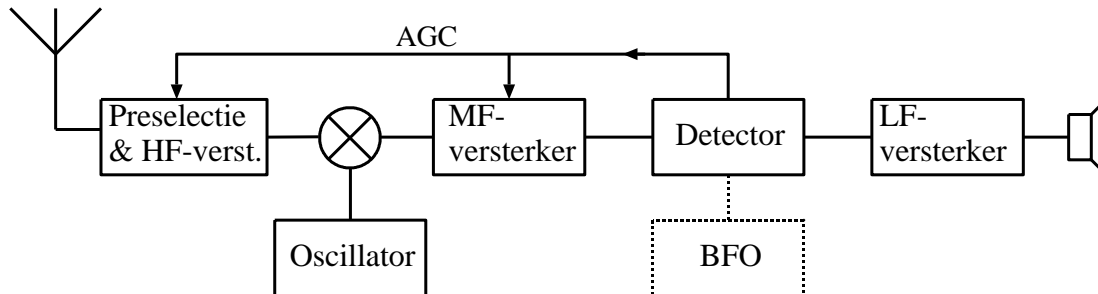 AGC
Preselectie
& HF-verst.
MF-
versterker
Detector
LF-
versterker
Oscillator
BFO